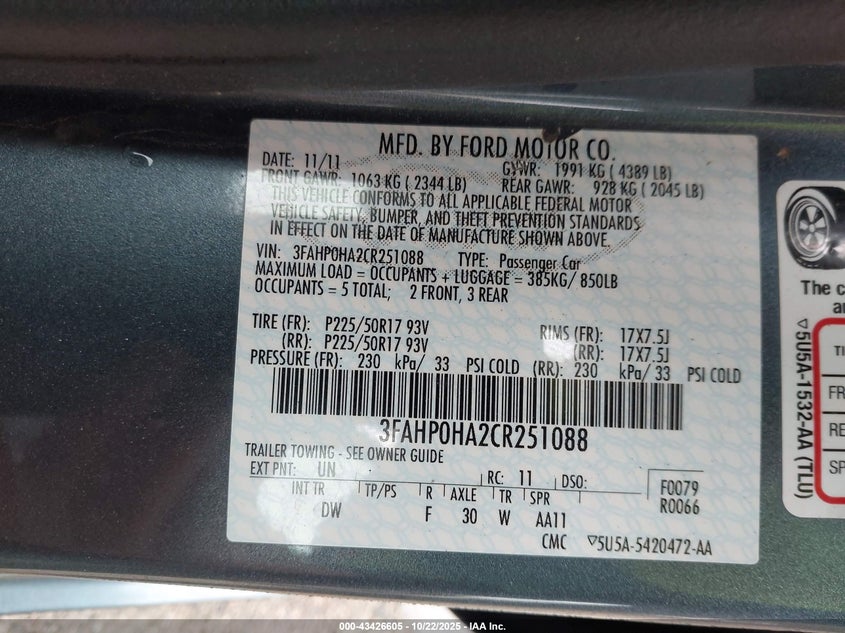 MFD. BY FORD MOTOR CO.
DATE: 11/11 GVWR: 1991 KG ( 4389 LB)
FRONT GAWR: 1063 KG ( 2344 LB) REAR GAWR: 928 KG ( 2045 LB)
THIS VEHICLE CONFORMS TO ALL APPLICABLE FEDERAL MOTOR
VEHICLE SAFETY, BUMPER, AND THEFT PREVENTION STANDARDS
IN EFFECT ON THE DATE OF MANUFACTURE SHOWN ABOVE.
VIN: 3FAHP0HA2CR251088 TYPE: Passenger Car
MAXIMUM LOAD = OCCUPANTS + LUGGAGE = 385KG/ 850LB
OCCUPANTS = 5 TOTAL; 2 FRONT, 3 REAR
TIRE (FR): P225/50R17 93V RIMS (FR): 17X7.5J
(RR): P225/50R17 93V (RR): 17X7.5J
PRESSURE (FR): 230 kPa/ 33 PSI COLD (RR): 230 kPa/ 33 PSI COLD
3FAHP0HA2CR251088
TRAILER TOWING - SEE OWNER GUIDE
EXT PNT: UN RC: 11 DSO: F0079
INT TR TP/PS R AXLE TR SPR R0066
DW F 30 W AA11
CMC ▽5U5A-5420472-AA
The c
a
▽5U5A-1532-AA (TLU)
TI
FR
RE
SP
000-43426605 - 10/22/2025 - IAA Inc.